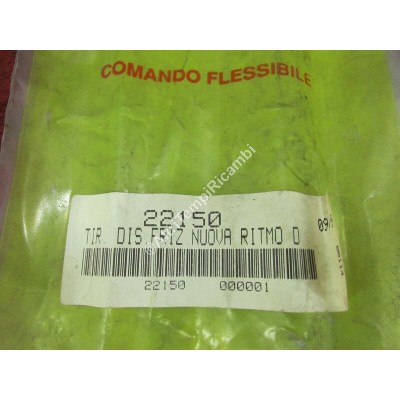 COMANDO FLESSIBILE
22150
TIR. DIS.FRIZ NUOVA RITMO D
22150 000001